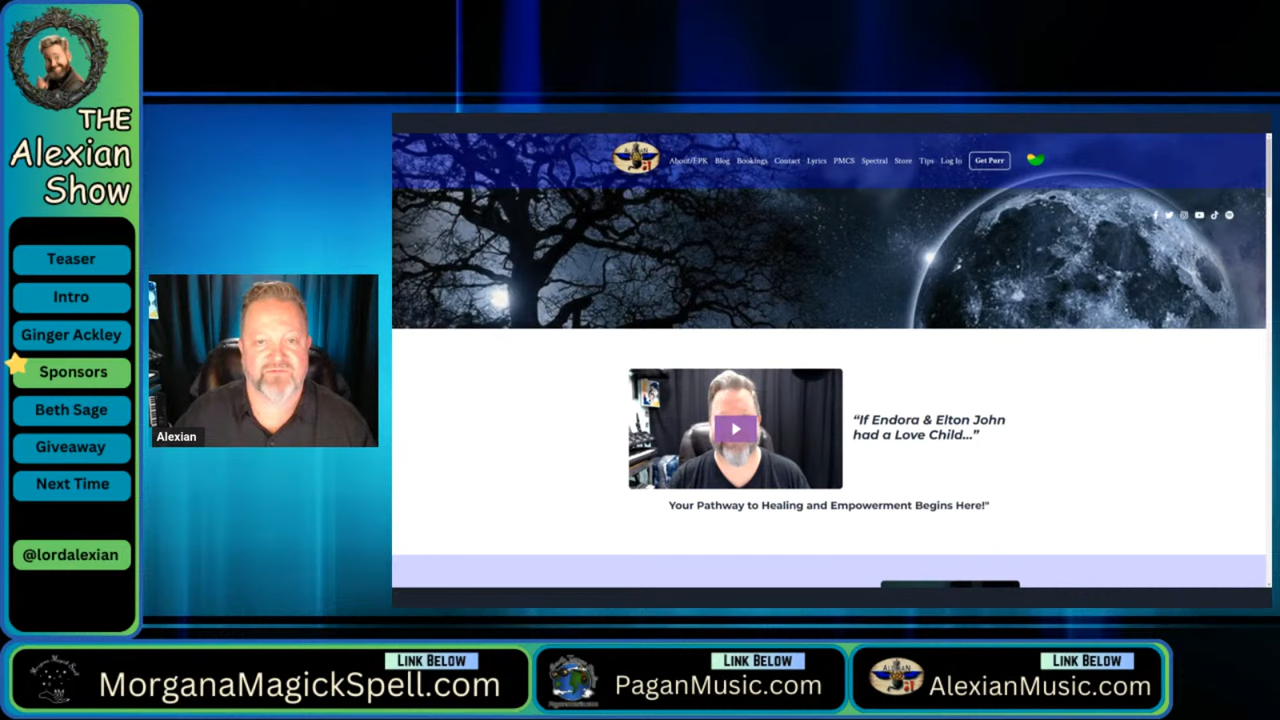 THE
Alexian
Show
Teaser
Intro
Ginger Ackley
Sponsors
Beth Sage
Giveaway
Next Time
@lordalexian
Alexian
About/EPK Blog Bookings Contact Lyrics PMCS Spectral Store Tips Log In Get Purr
“If Endora & Elton John
had a Love Child...”
Your Pathway to Healing and Empowerment Begins Here!"
LINK BELOW
MorganaMagickSpell.com
LINK BELOW
PaganMusic.com
LINK BELOW
AlexianMusic.com